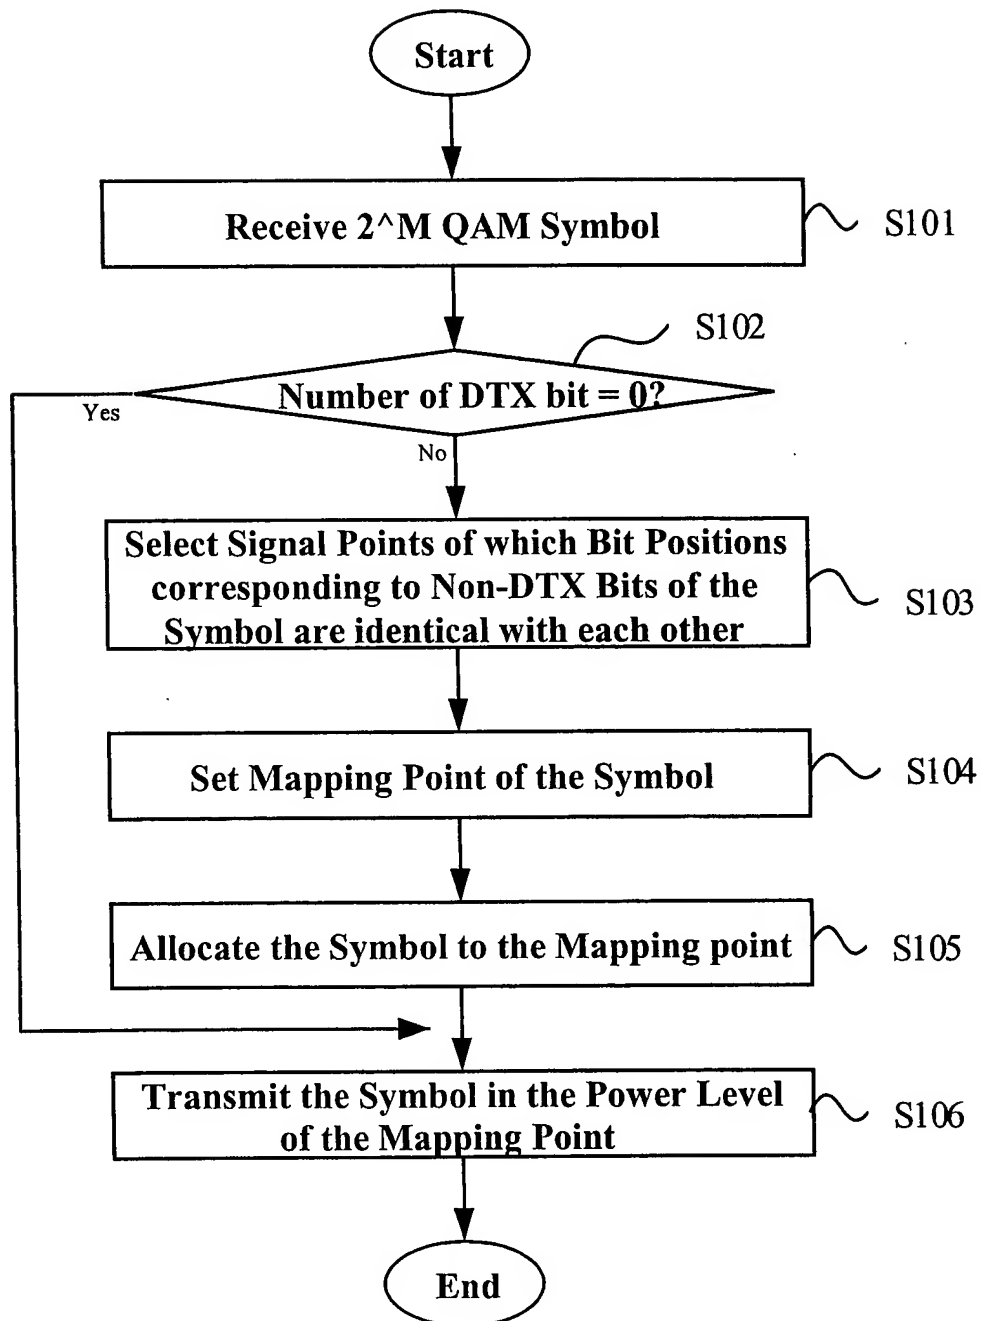 Start
Receive 2^M QAM Symbol
S101
S102
Number of DTX bit = 0?
Yes
No
Select Signal Points of which Bit Positions
corresponding to Non-DTX Bits of the
Symbol are identical with each other
S103
Set Mapping Point of the Symbol
S104
Allocate the Symbol to the Mapping point
S105
Transmit the Symbol in the Power Level
of the Mapping Point
S106
End